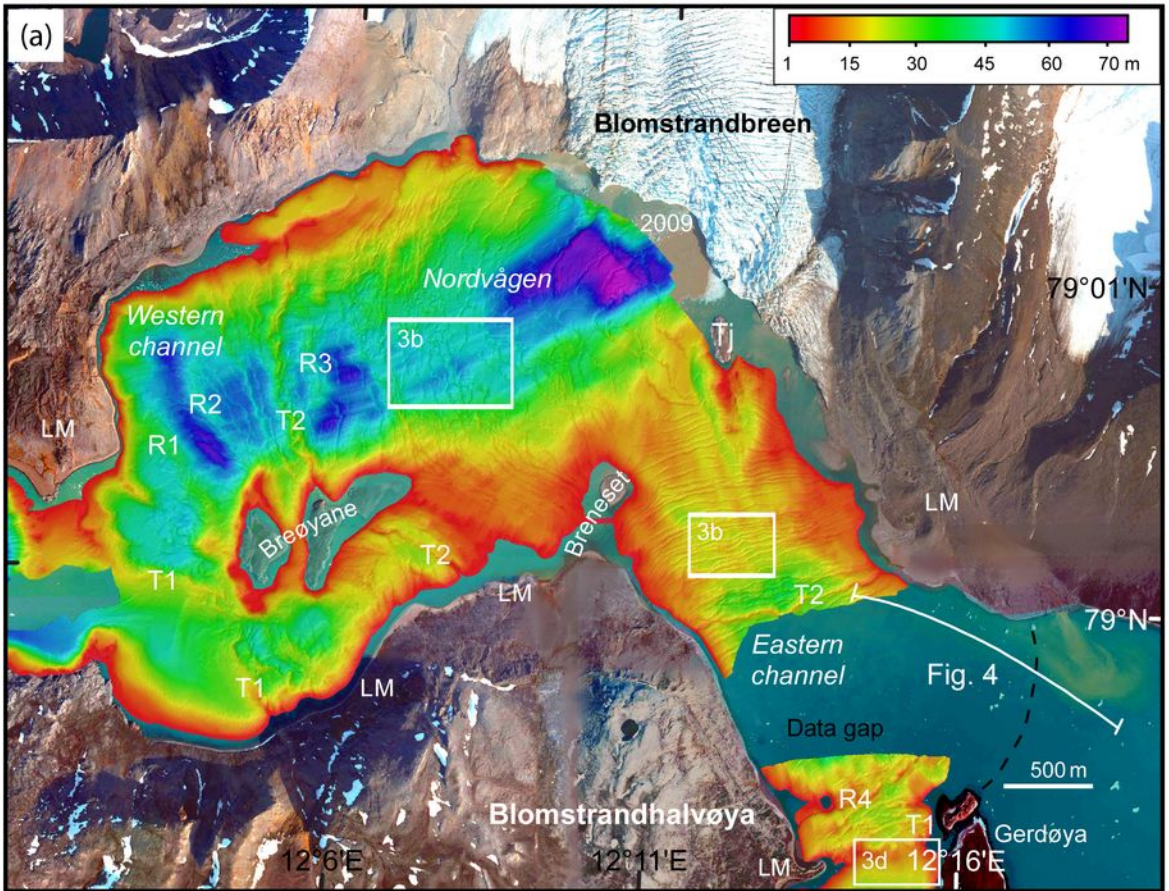 (a)
1 15 30 45 60 70 m
Blomstrandbreen
2009
Nordvågen
79°01'N
Western
channel
3b
Tj
R3
R2
T2
R1
LM
LM
Breøyane
Breneset
3b
T2
T1
LM
T2
79°N
Eastern
channel
Fig. 4
T1
LM
Data gap
500 m
R4
Blomstrandhalvøya
T1
Gerdøya
12°6'E
12°11'E
LM
3d
12°16'E